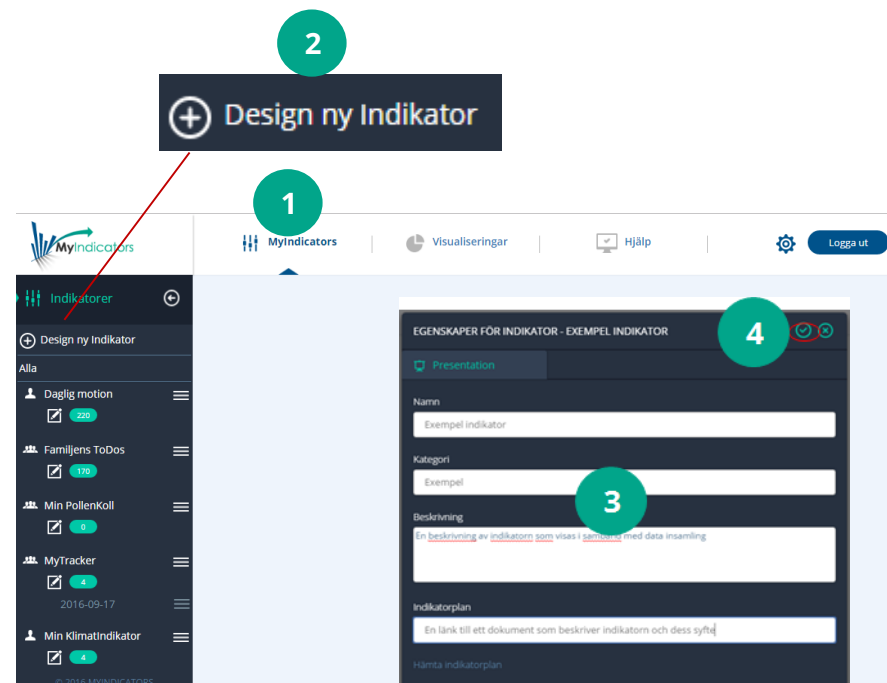 2
Design ny Indikator
1
MyIndicators
MyIndicators
Visualiseringar
Hjälp
Logga ut
Indikatorer
Design ny Indikator
Alla
Daglig motion
220
Familjens ToDos
170
Min PollenKoll
0
MyTracker
4
2016-09-17
Min KlimatIndikator
4
© 2016 MYINDICATORS
EGENSKAPER FÖR INDIKATOR - EXEMPEL INDIKATOR
4
Presentation
Namn
Exempel indikator
Kategori
Exempel
3
Beskrivning
En beskrivning av indikatorn som visas i samband med data insamling
Indikatorplan
En länk till ett dokument som beskriver indikatorn och dess syfte
Hämta indikatorplan